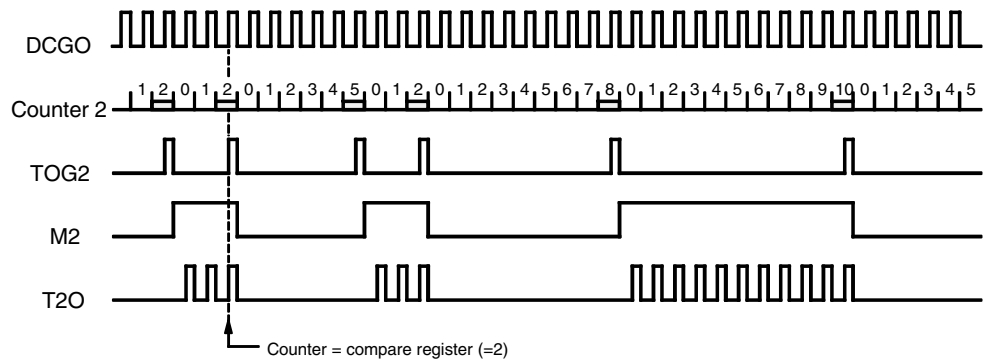 DCGO
Counter 2 1 2 0 1 2 0 1 2 3 4 5 0 1 2 0 1 2 3 4 5 6 7 8 0 1 2 3 4 5 6 7 8 9 10 0 1 2 3 4 5
TOG2
M2
T2O
Counter = compare register (=2)